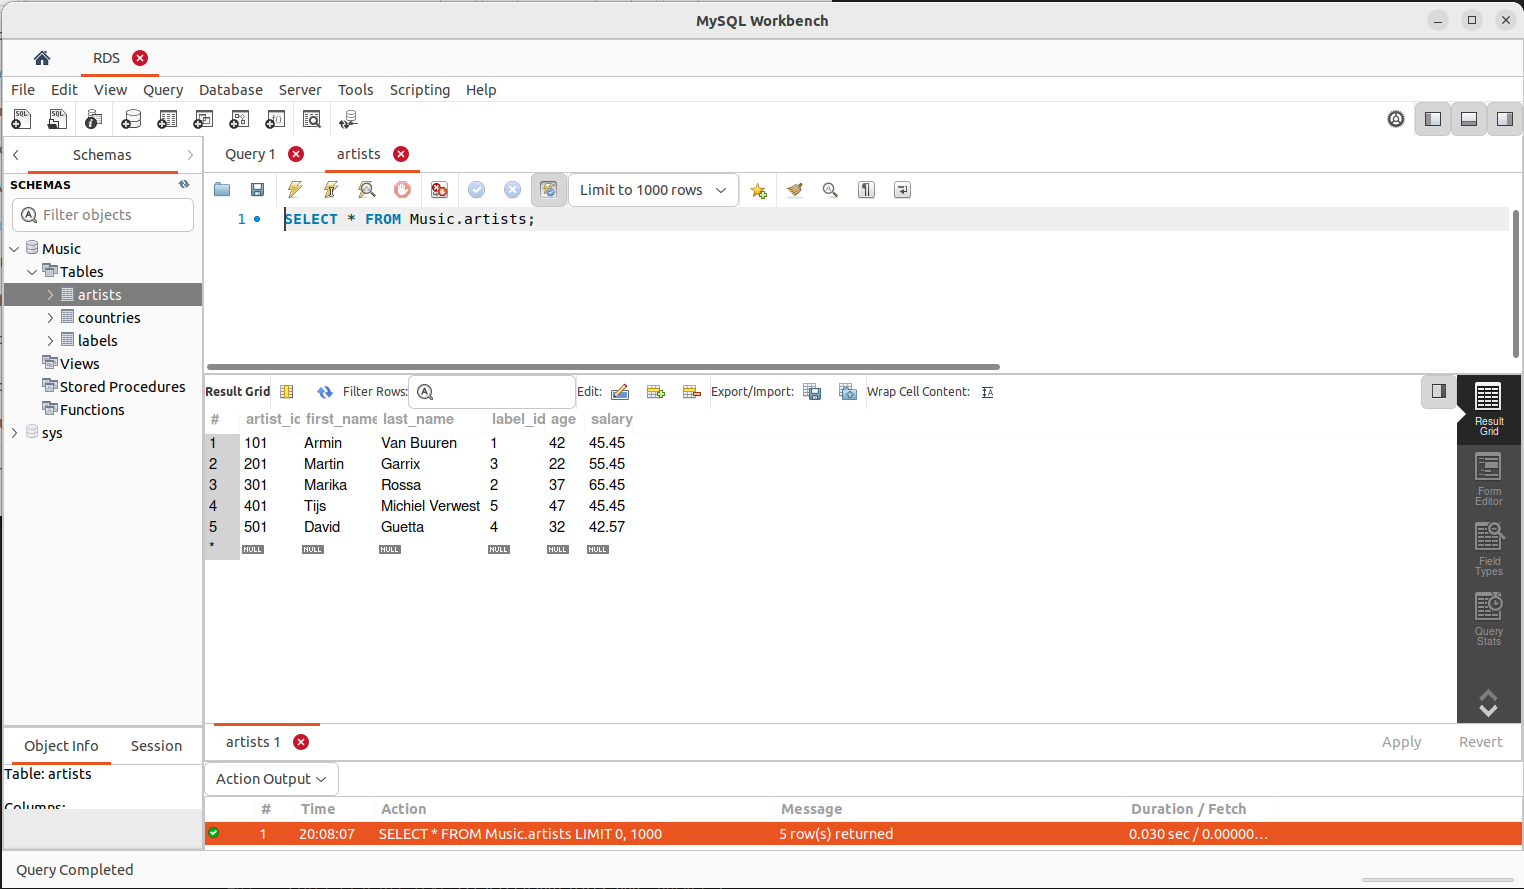 MySQL Workbench
RDS
File Edit View Query Database Server Tools Scripting Help
Schemas
Query 1
artists
SCHEMAS
Limit to 1000 rows
Filter objects
1 SELECT * FROM Music.artists;
Music
Tables
artists
countries
labels
Views
Stored Procedures
Functions
sys
Result Grid Filter Rows: Edit: Export/Import: Wrap Cell Content:
# artist_id first_name last_name label_id age salary
1 101 Armin Van Buuren 1 42 45.45
2 201 Martin Garrix 3 22 55.45
3 301 Marika Rossa 2 37 65.45
4 401 Tijs Michiel Verwest 5 47 45.45
5 501 David Guetta 4 32 42.57
* NULL NULL NULL NULL NULL NULL
Result
Grid
Form
Editor
Field
Types
Query
Stats
artists 1
Apply Revert
Object Info Session
Table: artists
Columns:
Action Output
# Time Action Message Duration / Fetch
1 20:08:07 SELECT * FROM Music.artists LIMIT 0, 1000 5 row(s) returned 0.030 sec / 0.00000...
Query Completed